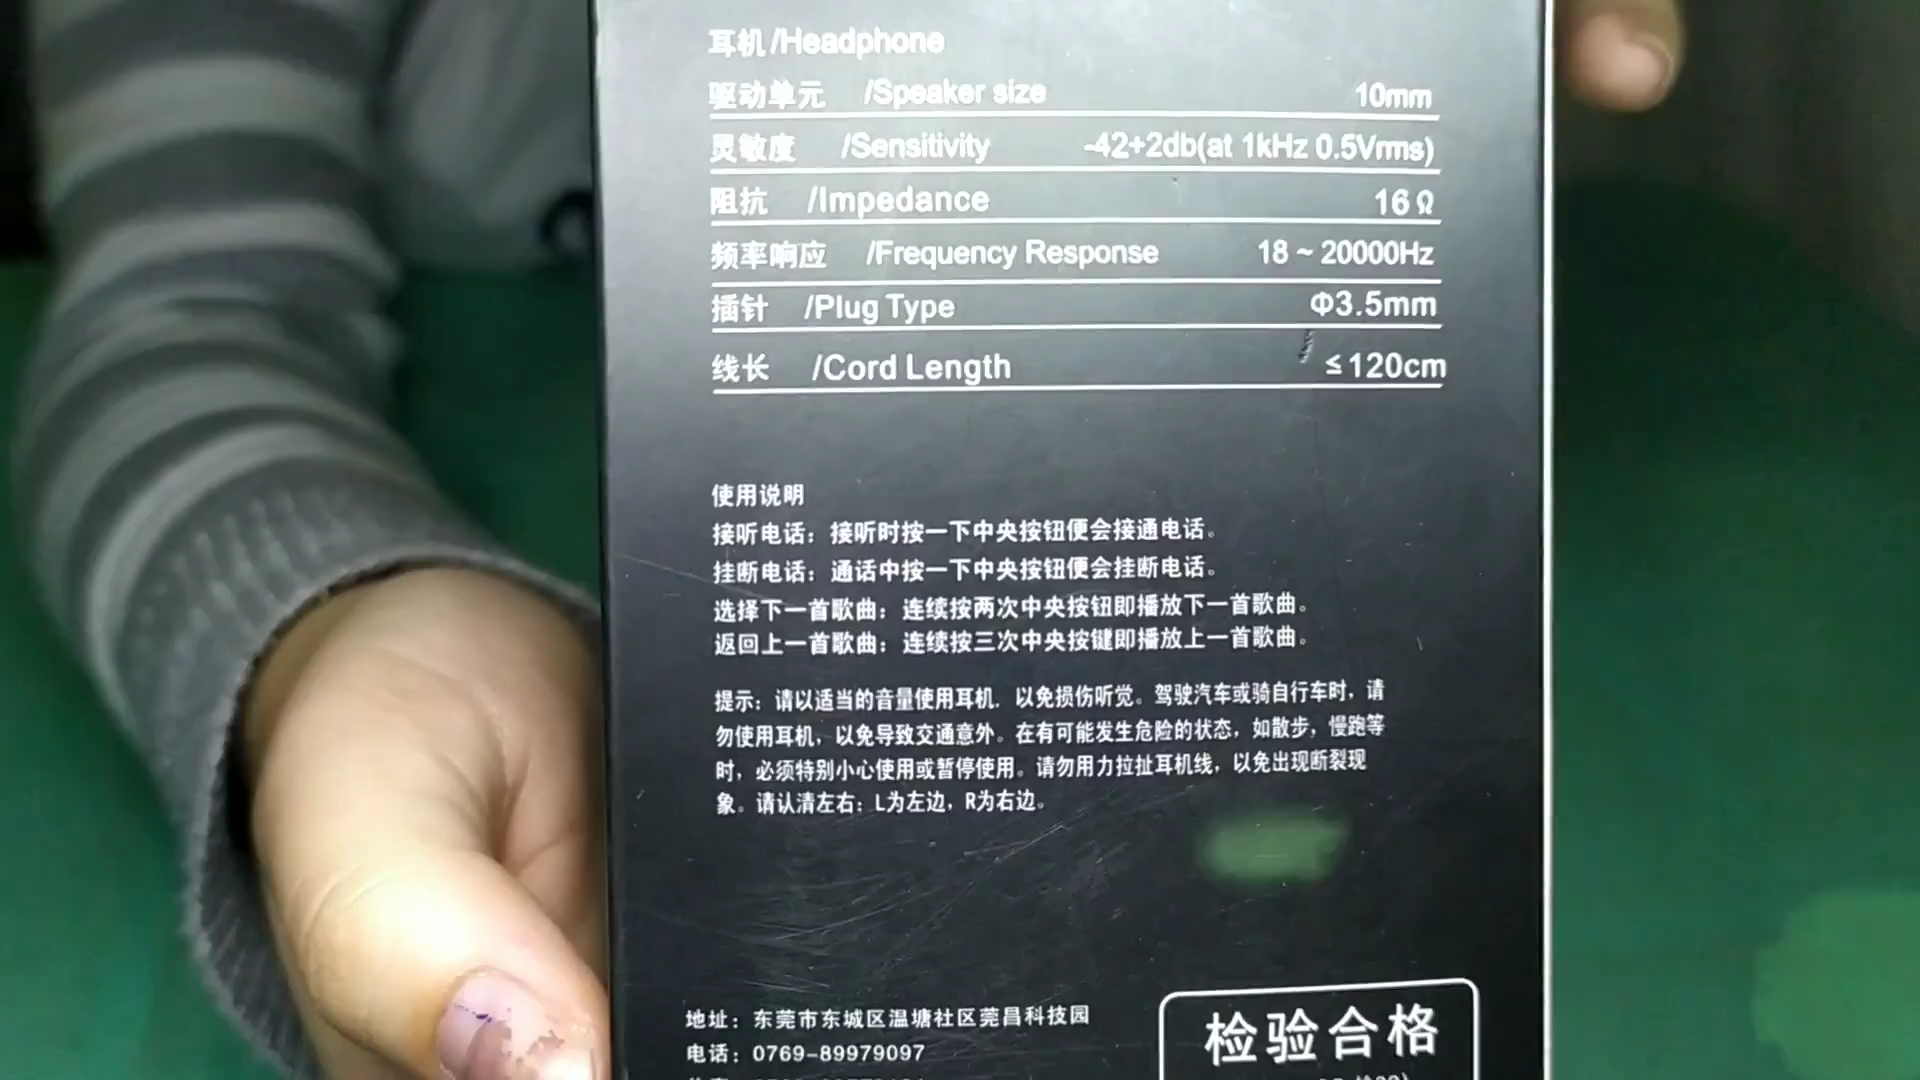 耳机/Headphone
驱动单元 /Speaker size 10mm
灵敏度 /Sensitivity -42+2db(at 1kHz 0.5Vrms)
阻抗 /Impedance 16Ω
频率响应 /Frequency Response 18 ~ 20000Hz
插针 /Plug Type Φ3.5mm
线长 /Cord Length ≤120cm
使用说明
接听电话：接听时按一下中央按钮便会接通电话。
挂断电话：通话中按一下中央按钮便会挂断电话。
选择下一首歌曲：连续按两次中央按钮即播放下一首歌曲。
返回上一首歌曲：连续按三次中央按键即播放上一首歌曲。
提示：请以适当的音量使用耳机，以免损伤听觉。驾驶汽车或骑自行车时，请
勿使用耳机，以免导致交通意外。在有可能发生危险的状态，如散步，慢跑等
时，必须特别小心使用或暂停使用。请勿用力拉扯耳机线，以免出现断裂现
象。请认清左右：L为左边，R为右边。
地址：东莞市东城区温塘社区莞昌科技园
电话：0769-89979097
检验合格